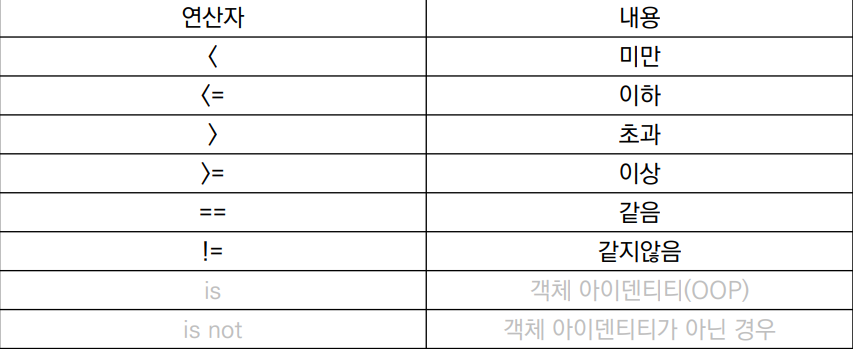 연산자 내용
< 미만
<= 이하
> 초과
>= 이상
== 같음
!= 같지않음
is 객체 아이덴티티(OOP)
is not 객체 아이덴티티가 아닌 경우